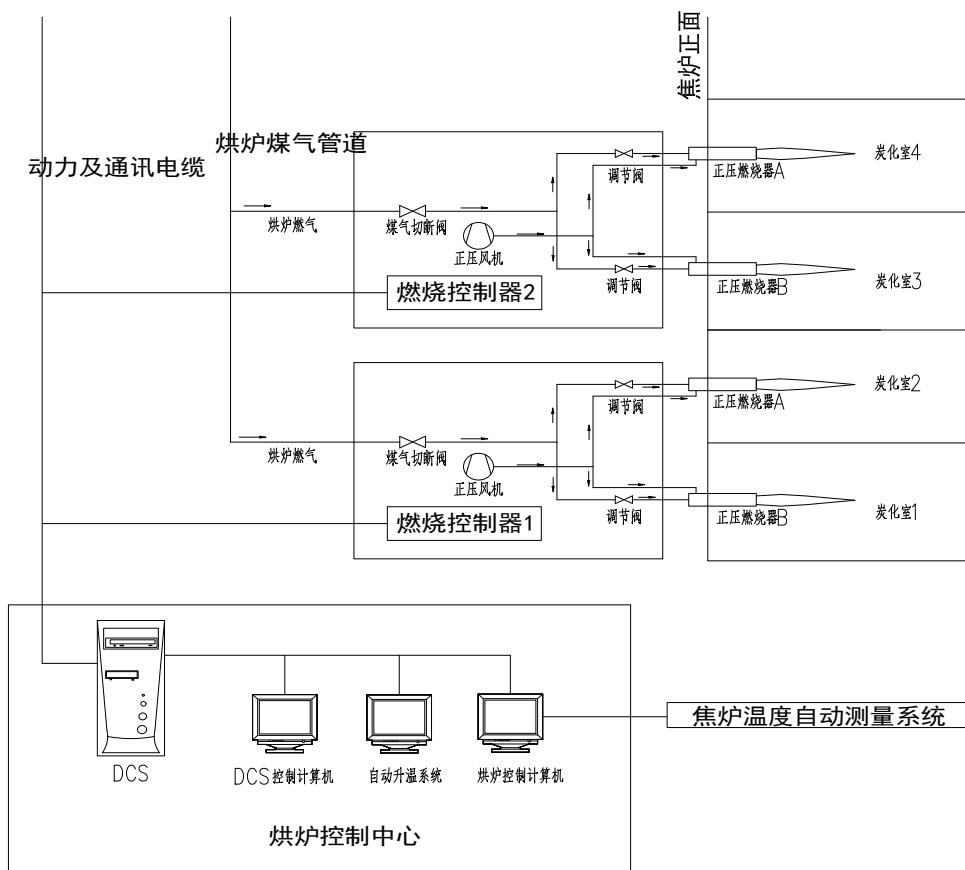 焦炉正面
烘炉煤气管道
动力及通讯电缆
炭化室4
调节阀
正压燃烧器A
烘炉燃气
煤气切断阀
正压风机
炭化室3
调节阀
正压燃烧器B
燃烧控制器2
炭化室2
调节阀
正压燃烧器A
烘炉燃气
煤气切断阀
正压风机
炭化室1
调节阀
正压燃烧器B
燃烧控制器1
焦炉温度自动测量系统
DCS
DCS控制计算机
自动升温系统
烘炉控制计算机
烘炉控制中心